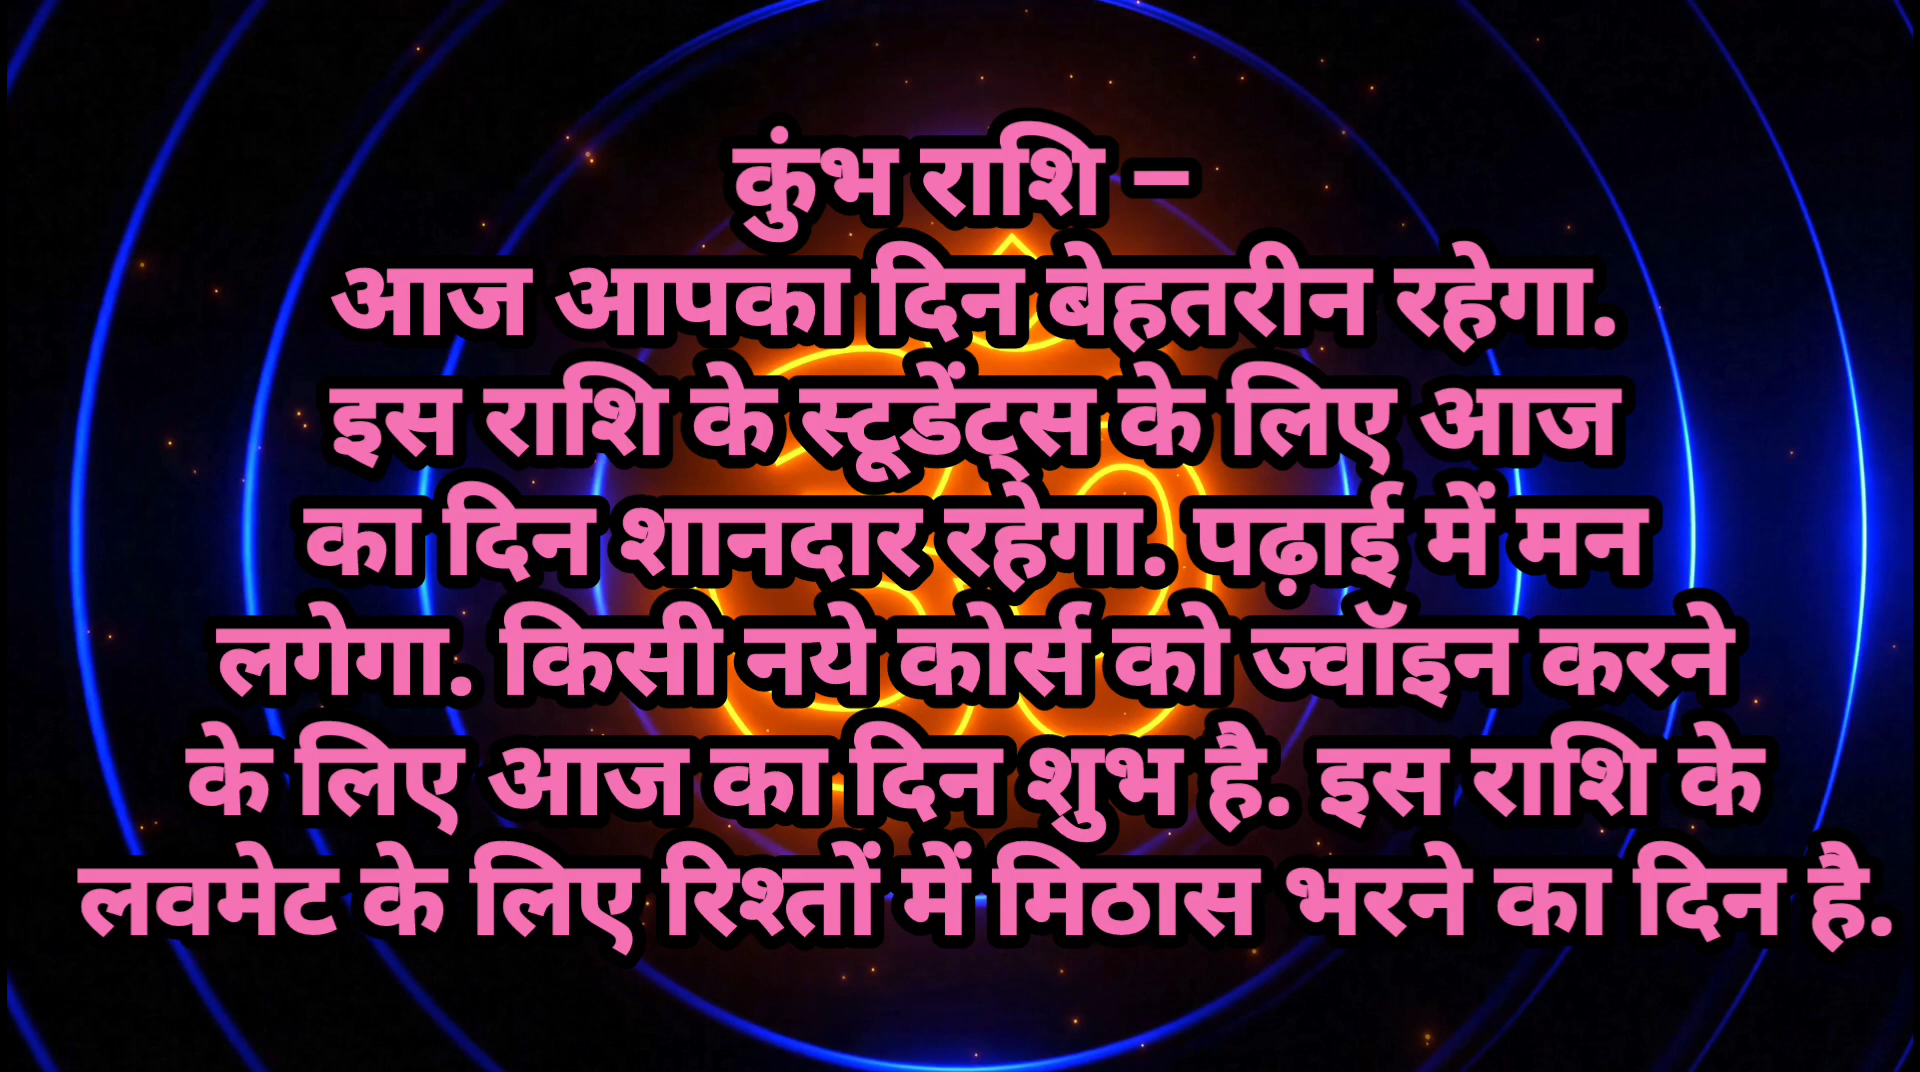 कुंभ राशि –
आज आपका दिन बेहतरीन रहेगा.
इस राशि के स्टूडेंट्स के लिए आज
का दिन शानदार रहेगा. पढ़ाई में मन
लगेगा. किसी नये कोर्स को ज्वॉइन करने
के लिए आज का दिन शुभ है. इस राशि के
लवमेट के लिए रिश्तों में मिठास भरने का दिन है.